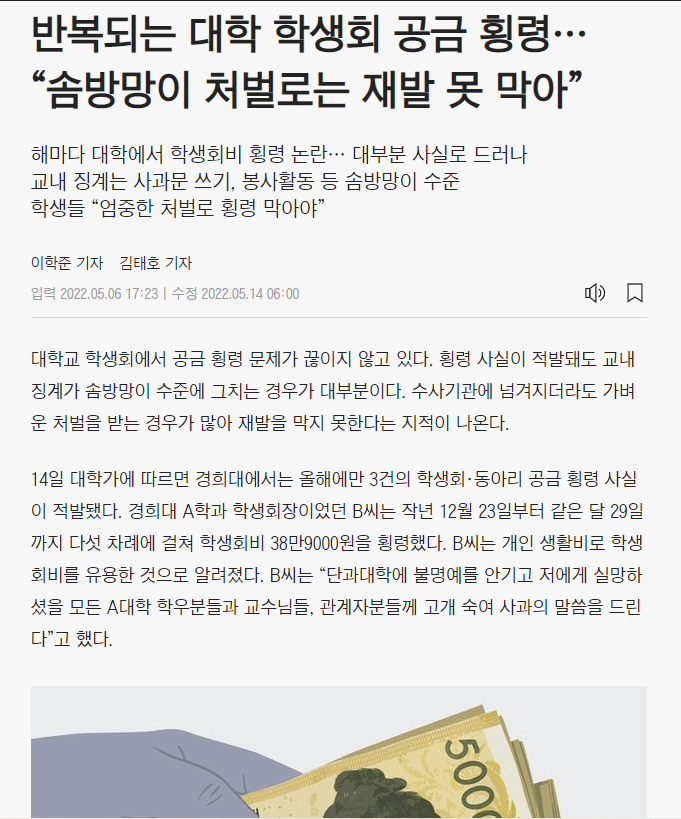 반복되는 대학 학생회 공금 횡령…
“솜방망이 처벌로는 재발 못 막아”
해마다 대학에서 학생회비 횡령 논란… 대부분 사실로 드러나
교내 징계는 사과문 쓰기, 봉사활동 등 솜방망이 수준
학생들 “엄중한 처벌로 횡령 막아야”
이학준 기자 김태호 기자
입력 2022.05.06 17:23 | 수정 2022.05.14 06:00
대학교 학생회에서 공금 횡령 문제가 끊이지 않고 있다. 횡령 사실이 적발돼도 교내
징계가 솜방망이 수준에 그치는 경우가 대부분이다. 수사기관에 넘겨지더라도 가벼
운 처벌을 받는 경우가 많아 재발을 막지 못한다는 지적이 나온다.
14일 대학가에 따르면 경희대에서는 올해에만 3건의 학생회·동아리 공금 횡령 사실
이 적발됐다. 경희대 A학과 학생회장이었던 B씨는 작년 12월 23일부터 같은 달 29일
까지 다섯 차례에 걸쳐 학생회비 38만9000원을 횡령했다. B씨는 개인 생활비로 학생
회비를 유용한 것으로 알려졌다. B씨는 “단과대학에 불명예를 안기고 저에게 실망하
셨을 모든 A대학 학우분들과 교수님들, 관계자분들께 고개 숙여 사과의 말씀을 드린
다”고 했다.
5000